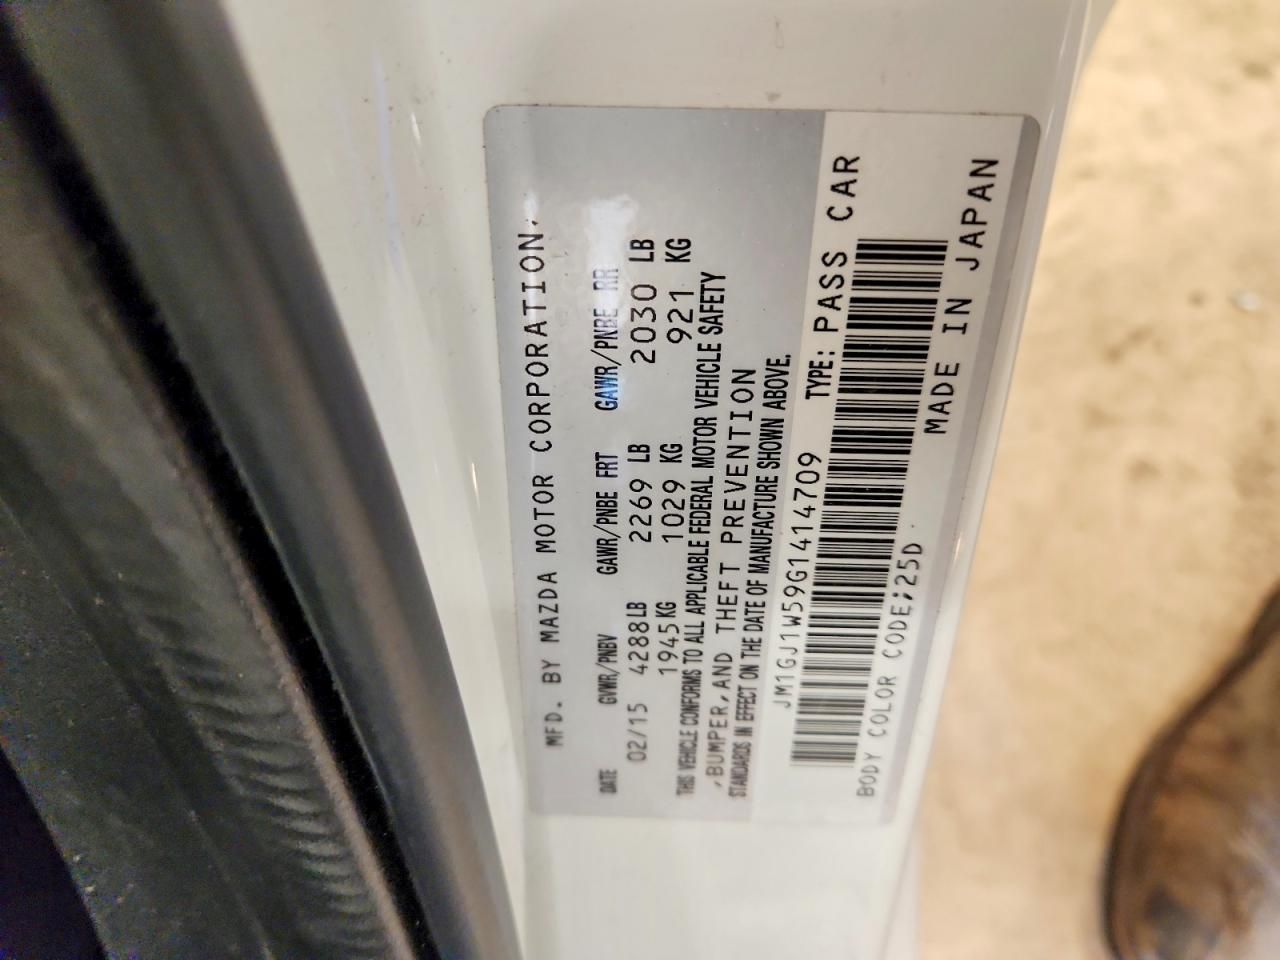 MFD. BY MAZDA MOTOR CORPORATION.
DATE GVWR/PNBV GAWR/PNBE FRT GAWR/PNBE RR
02/15 4288LB 2269 LB 2030 LB
1945KG 1029 KG 921 KG
THIS VEHICLE CONFORMS TO ALL APPLICABLE FEDERAL MOTOR VEHICLE SAFETY
,BUMPER,AND THEFT PREVENTION
STANDARDS IN EFFECT ON THE DATE OF MANUFACTURE SHOWN ABOVE.
JM1GJ1W59G1414709 TYPE: PASS CAR
BODY COLOR CODE;25D MADE IN JAPAN